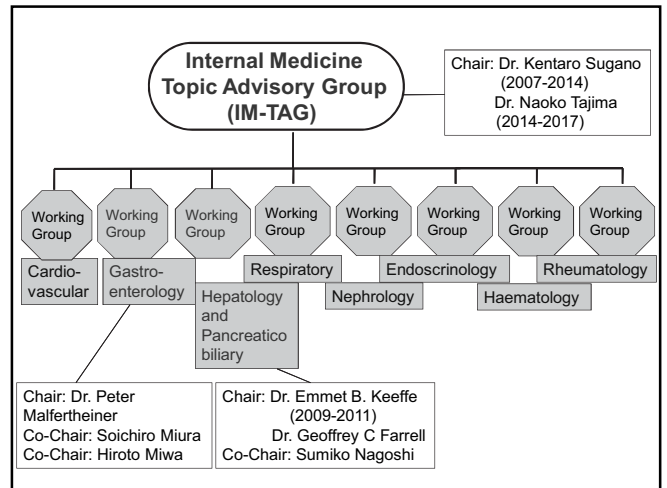 Internal Medicine
Topic Advisory Group
(IM-TAG)
Chair: Dr. Kentaro Sugano
(2007-2014)
Dr. Naoko Tajima
(2014-2017)
Working
Group
Working
Group
Working
Group
Working
Group
Working
Group
Working
Group
Working
Group
Working
Group
Cardio-
vascular
Gastro-
enterology
Hepatology
and
Pancreatico
biliary
Respiratory
Nephrology
Endocrinology
Haematology
Rheumatology
Chair: Dr. Peter
Malfertheiner
Co-Chair: Soichiro Miura
Co-Chair: Hiroto Miwa
Chair: Dr. Emmet B. Keeffe
(2009-2011)
Dr. Geoffrey C Farrell
Co-Chair: Sumiko Nagoshi